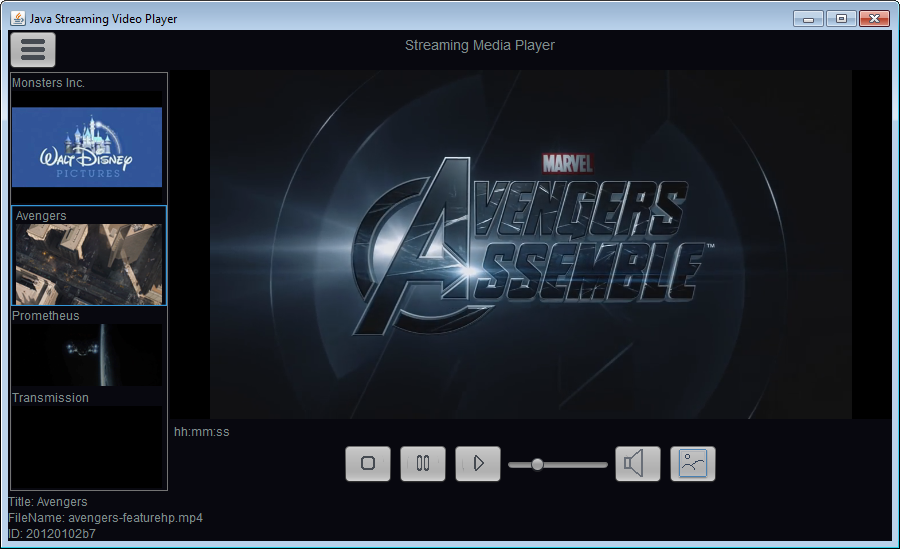 Java Streaming Video Player
Streaming Media Player
Monsters Inc.
WALT DISNEY
PICTURES
Avengers
Prometheus
Transmission
MARVEL
AVENGERS
ASSEMBLE™
hh:mm:ss
Title: Avengers
FileName: avengers-featurehp.mp4
ID: 20120102b7